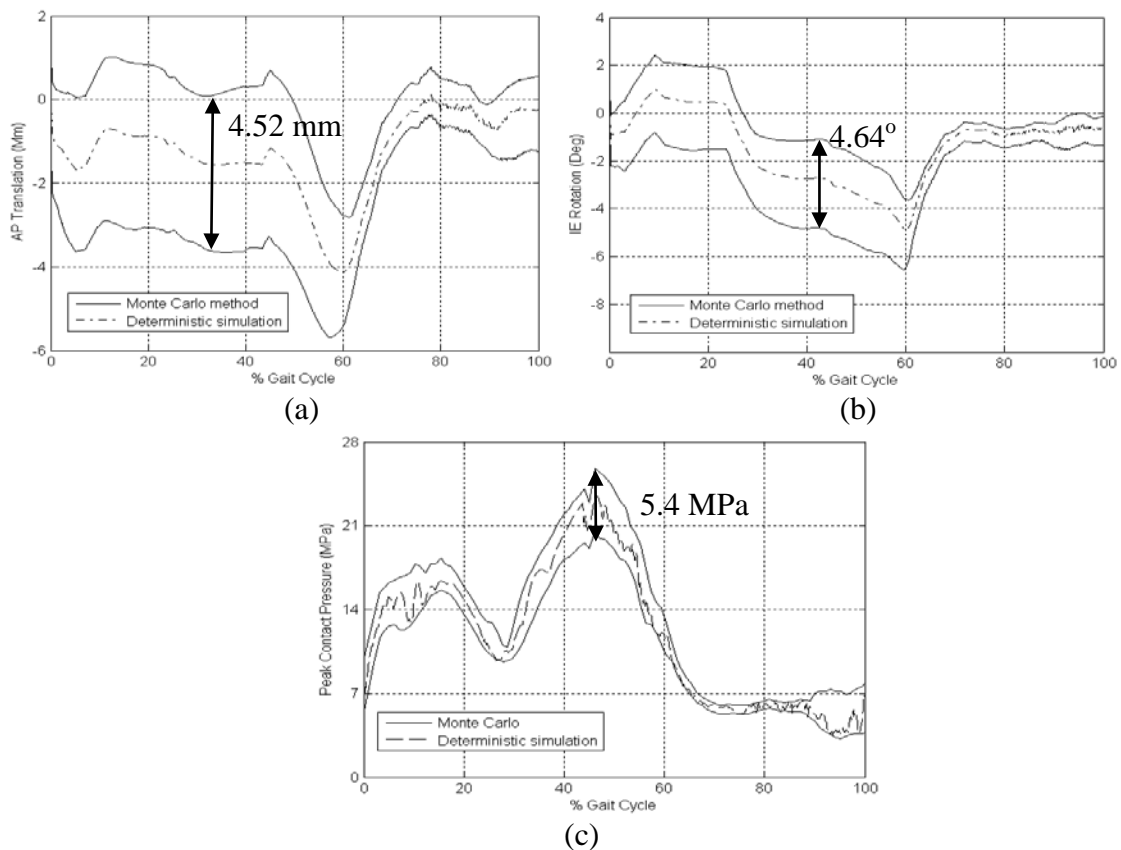 2
0
-2
-4
-6
AP Translation (Mm)
4.52 mm
Monte Carlo method
Deterministic simulation
0 20 40 60 80 100
% Gait Cycle
(a)
4
2
0
-2
-4
-6
-8
IE Rotation (Deg)
4.64o
Monte Carlo method
Deterministic simulation
0 20 40 60 80 100
% Gait Cycle
(b)
28
21
14
7
0
Peak Contact Pressure (MPa)
5.4 MPa
Monte Carlo
Deterministic simulation
0 20 40 60 80 100
% Gait Cycle
(c)